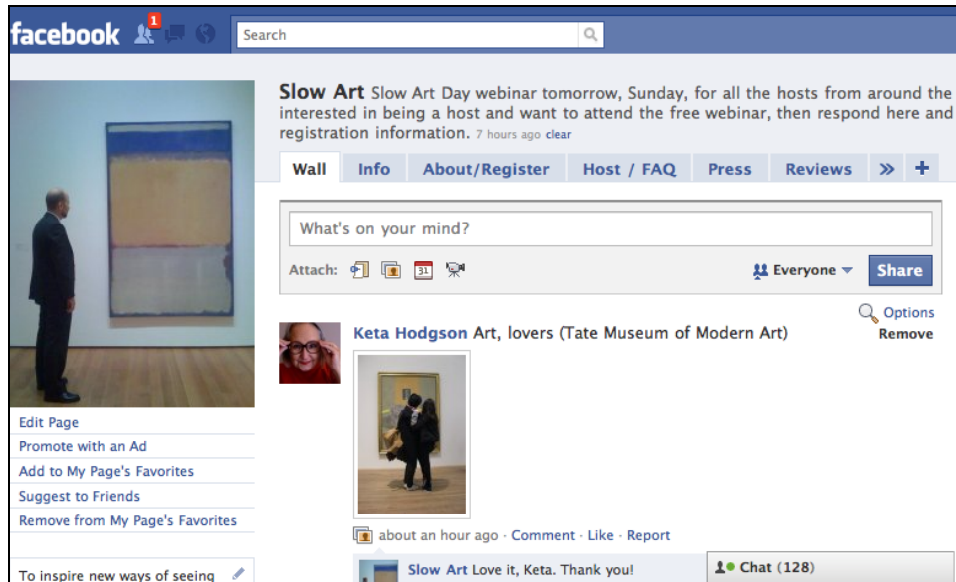 facebook
1
Search
Slow Art Slow Art Day webinar tomorrow, Sunday, for all the hosts from around the
interested in being a host and want to attend the free webinar, then respond here and
registration information. 7 hours ago clear
Wall Info About/Register Host / FAQ Press Reviews » +
What's on your mind?
Attach: 31 Everyone Share
Options
Remove
Keta Hodgson Art, lovers (Tate Museum of Modern Art)
Edit Page
Promote with an Ad
Add to My Page's Favorites
Suggest to Friends
Remove from My Page's Favorites
about an hour ago · Comment · Like · Report
To inspire new ways of seeing
Slow Art Love it, Keta. Thank you!
Chat (128)